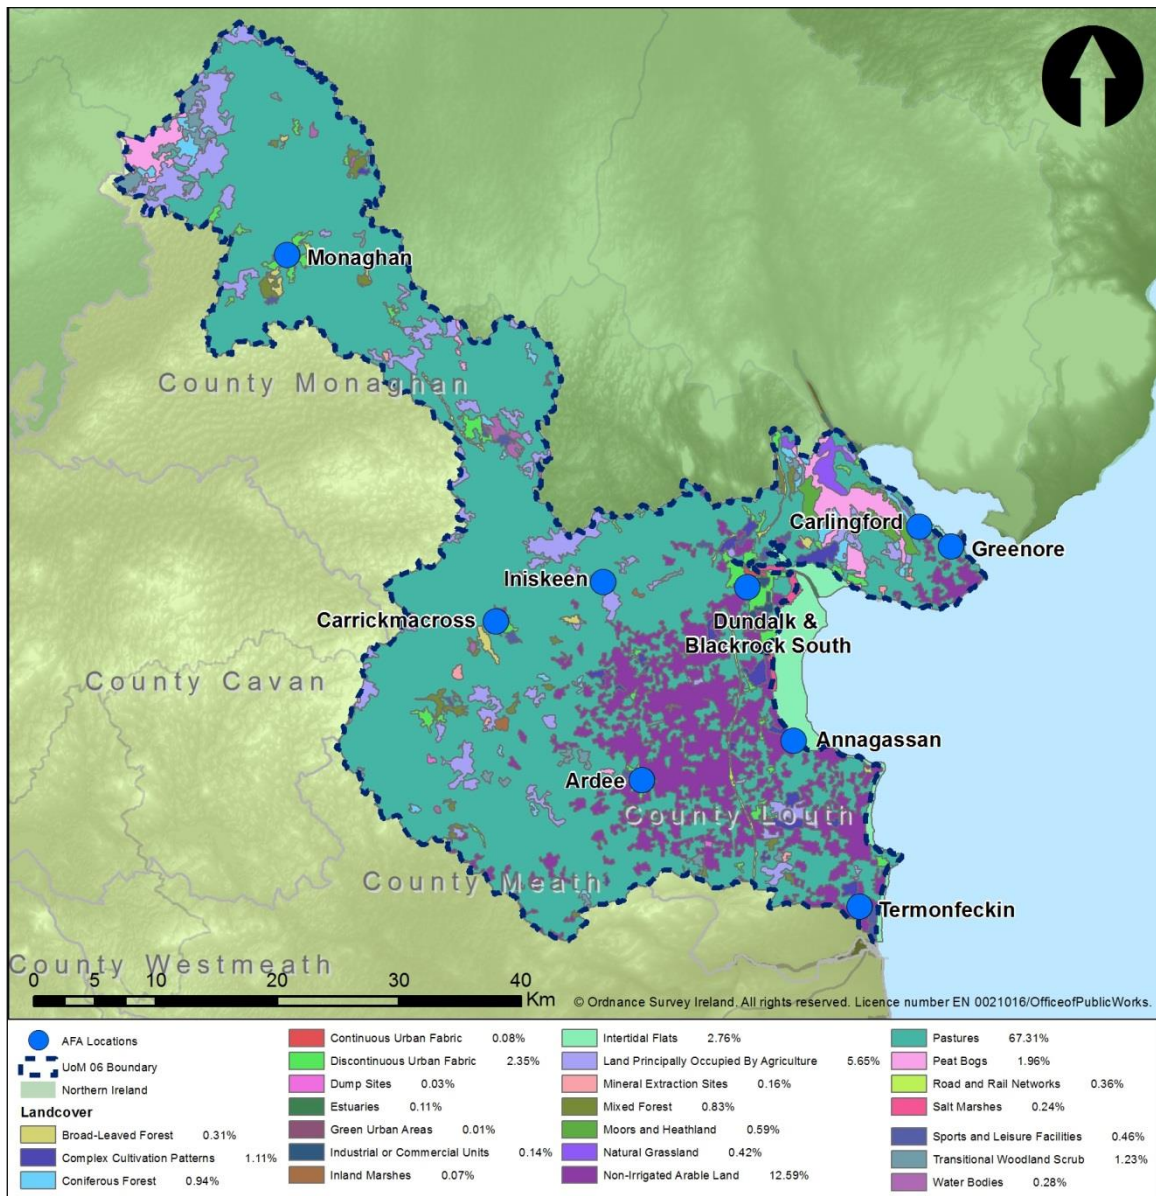 Monaghan
County Monaghan
Carlingford
Greenore
Iniskeen
Carrickmacross
Dundalk &
Blackrock South
County Cavan
Annagassan
Ardee
County Louth
County Meath
Termonfeckin
County Westmeath
0 5 10 20 30 40
Km
© Ordnance Survey Ireland. All rights reserved. Licence number EN 0021016/OfficeofPublicWorks.
AFA Locations
UoM 06 Boundary
Northern Ireland
Landcover
Broad-Leaved Forest 0.31%
Complex Cultivation Patterns 1.11%
Coniferous Forest 0.94%
Continuous Urban Fabric 0.08%
Discontinuous Urban Fabric 2.35%
Dump Sites 0.03%
Estuaries 0.11%
Green Urban Areas 0.01%
Industrial or Commercial Units 0.14%
Inland Marshes 0.07%
Intertidal Flats 2.76%
Land Principally Occupied By Agriculture 5.65%
Mineral Extraction Sites 0.16%
Mixed Forest 0.83%
Moors and Heathland 0.59%
Natural Grassland 0.42%
Non-Irrigated Arable Land 12.59%
Pastures 67.31%
Peat Bogs 1.96%
Road and Rail Networks 0.36%
Salt Marshes 0.24%
Sports and Leisure Facilities 0.46%
Transitional Woodland Scrub 1.23%
Water Bodies 0.28%